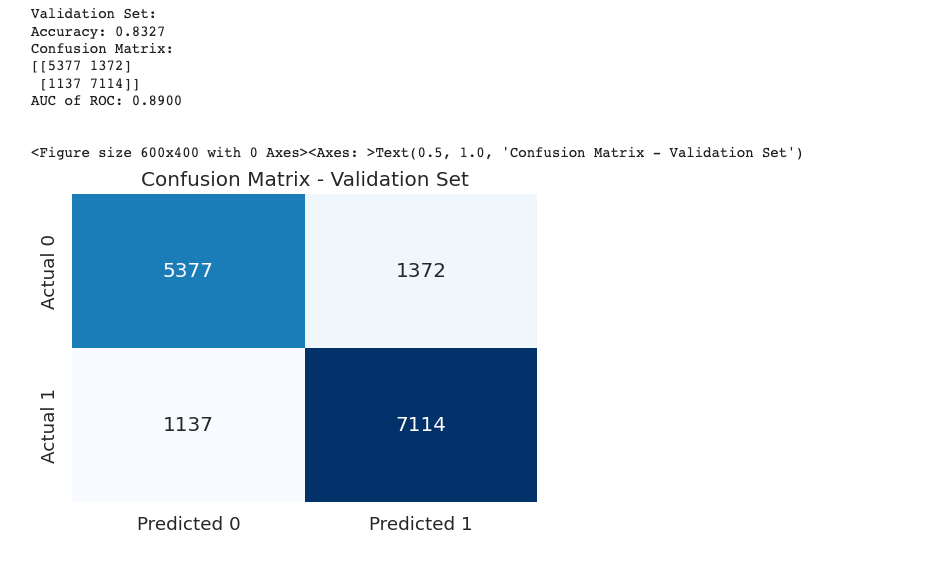 Validation Set:
Accuracy: 0.8327
Confusion Matrix:
[[5377 1372]
 [1137 7114]]
AUC of ROC: 0.8900
<Figure size 600x400 with 0 Axes><Axes: >Text(0.5, 1.0, 'Confusion Matrix - Validation Set')
Confusion Matrix - Validation Set
Actual 0
5377
1372
Actual 1
1137
7114
Predicted 0
Predicted 1